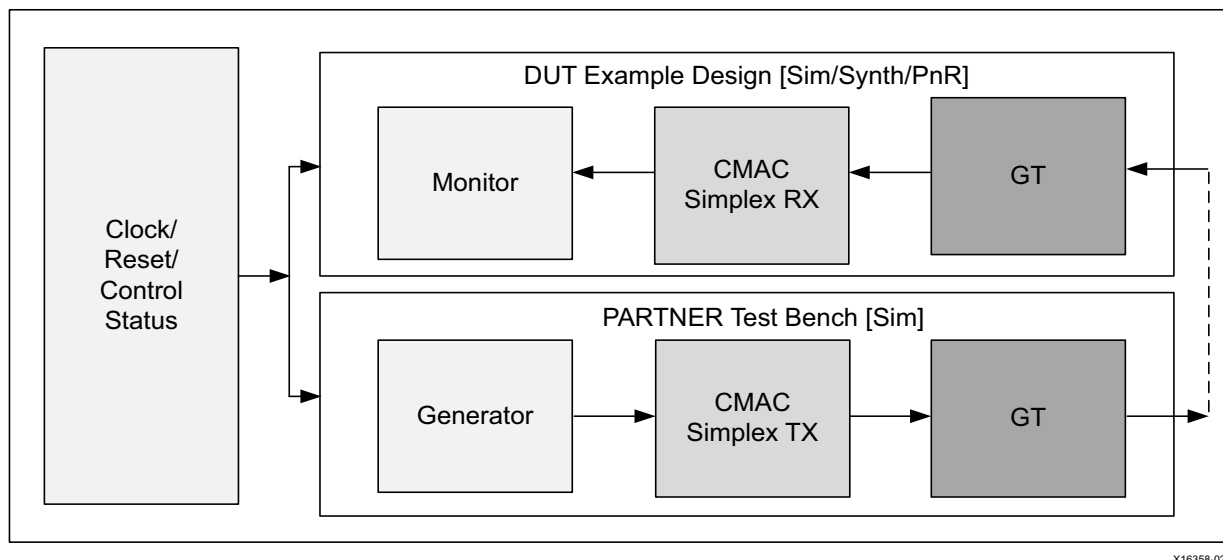 DUT Example Design [Sim/Synth/PnR]
Monitor
CMAC
Simplex RX
GT
Clock/
Reset/
Control
Status
PARTNER Test Bench [Sim]
Generator
CMAC
Simplex TX
GT